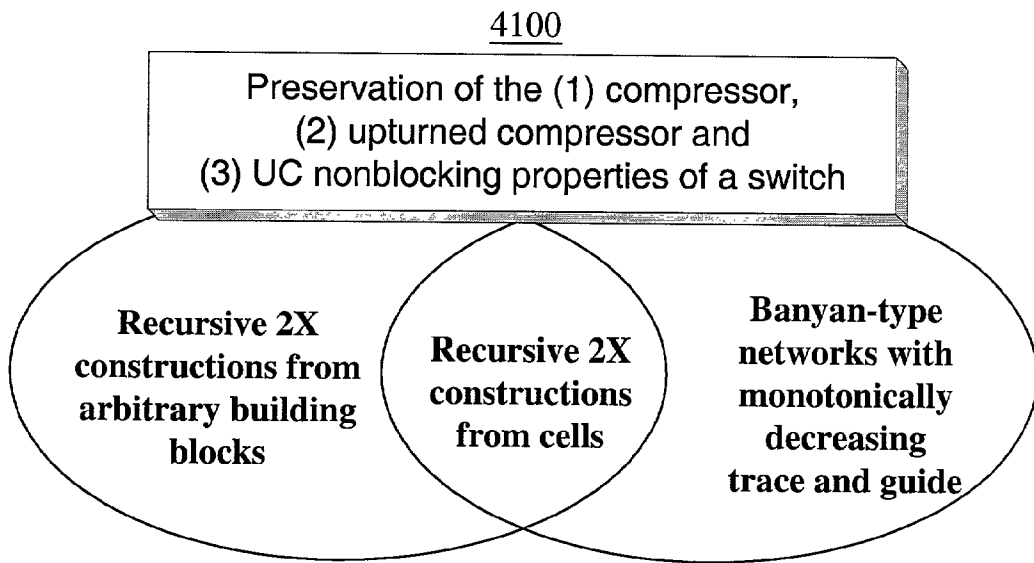 4100
Preservation of the (1) compressor,
(2) upturned compressor and
(3) UC nonblocking properties of a switch
Recursive 2X
constructions from
arbitrary building
blocks
Recursive 2X
constructions
from cells
Banyan-type
networks with
monotonically
decreasing
trace and guide